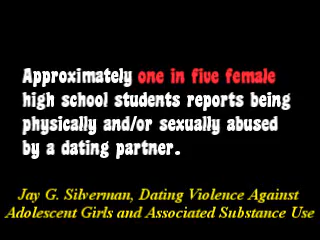 Approximately one in five female
high school students reports being
physically and/or sexually abused
by a dating partner.
Jay G. Silverman, Dating Violence Against
Adolescent Girls and Associated Substance Use